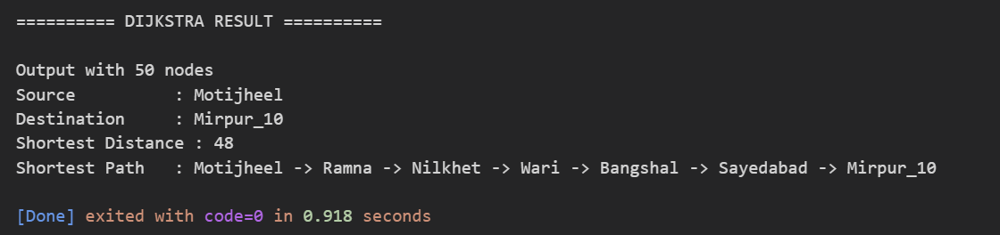 ========== DIJKSTRA RESULT ==========
Output with 50 nodes
Source          : Motijheel
Destination     : Mirpur_10
Shortest Distance : 48
Shortest Path   : Motijheel -> Ramna -> Nilkhet -> Wari -> Bangshal -> Sayedabad -> Mirpur_10
[Done] exited with code=0 in 0.918 seconds